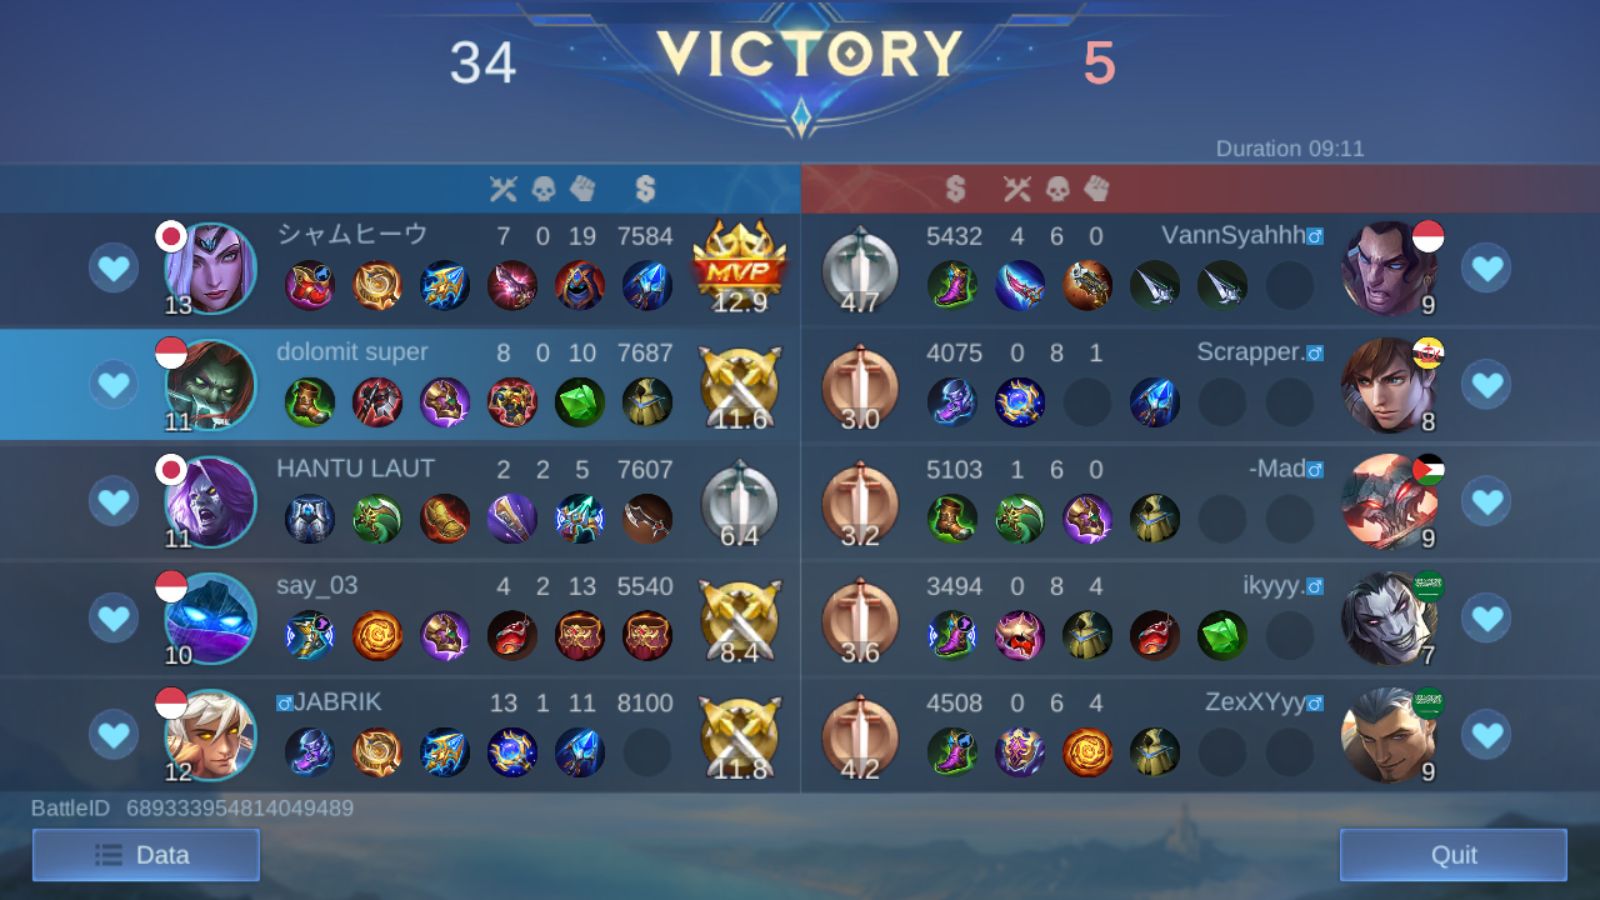 34 VICTORY 5
Duration 09:11
シャムヒーウ 7 0 19 7584 MVP 12.9 13
4.7 5432 4 6 0 VannSyahhh 9
dolomit super 8 0 10 7687 11.6 11
3.0 4075 0 8 1 Scrapper. 8
HANTU LAUT 2 2 5 7607 6.4 11
3.2 5103 1 6 0 -Mad 9
say_03 4 2 13 5540 8.4 10
3.6 3494 0 8 4 ikyyy. 7
JABRIK 13 1 11 8100 11.8 12
4.2 4508 0 6 4 ZexXYyy 9
BattleID 689333954814049489
Data
Quit